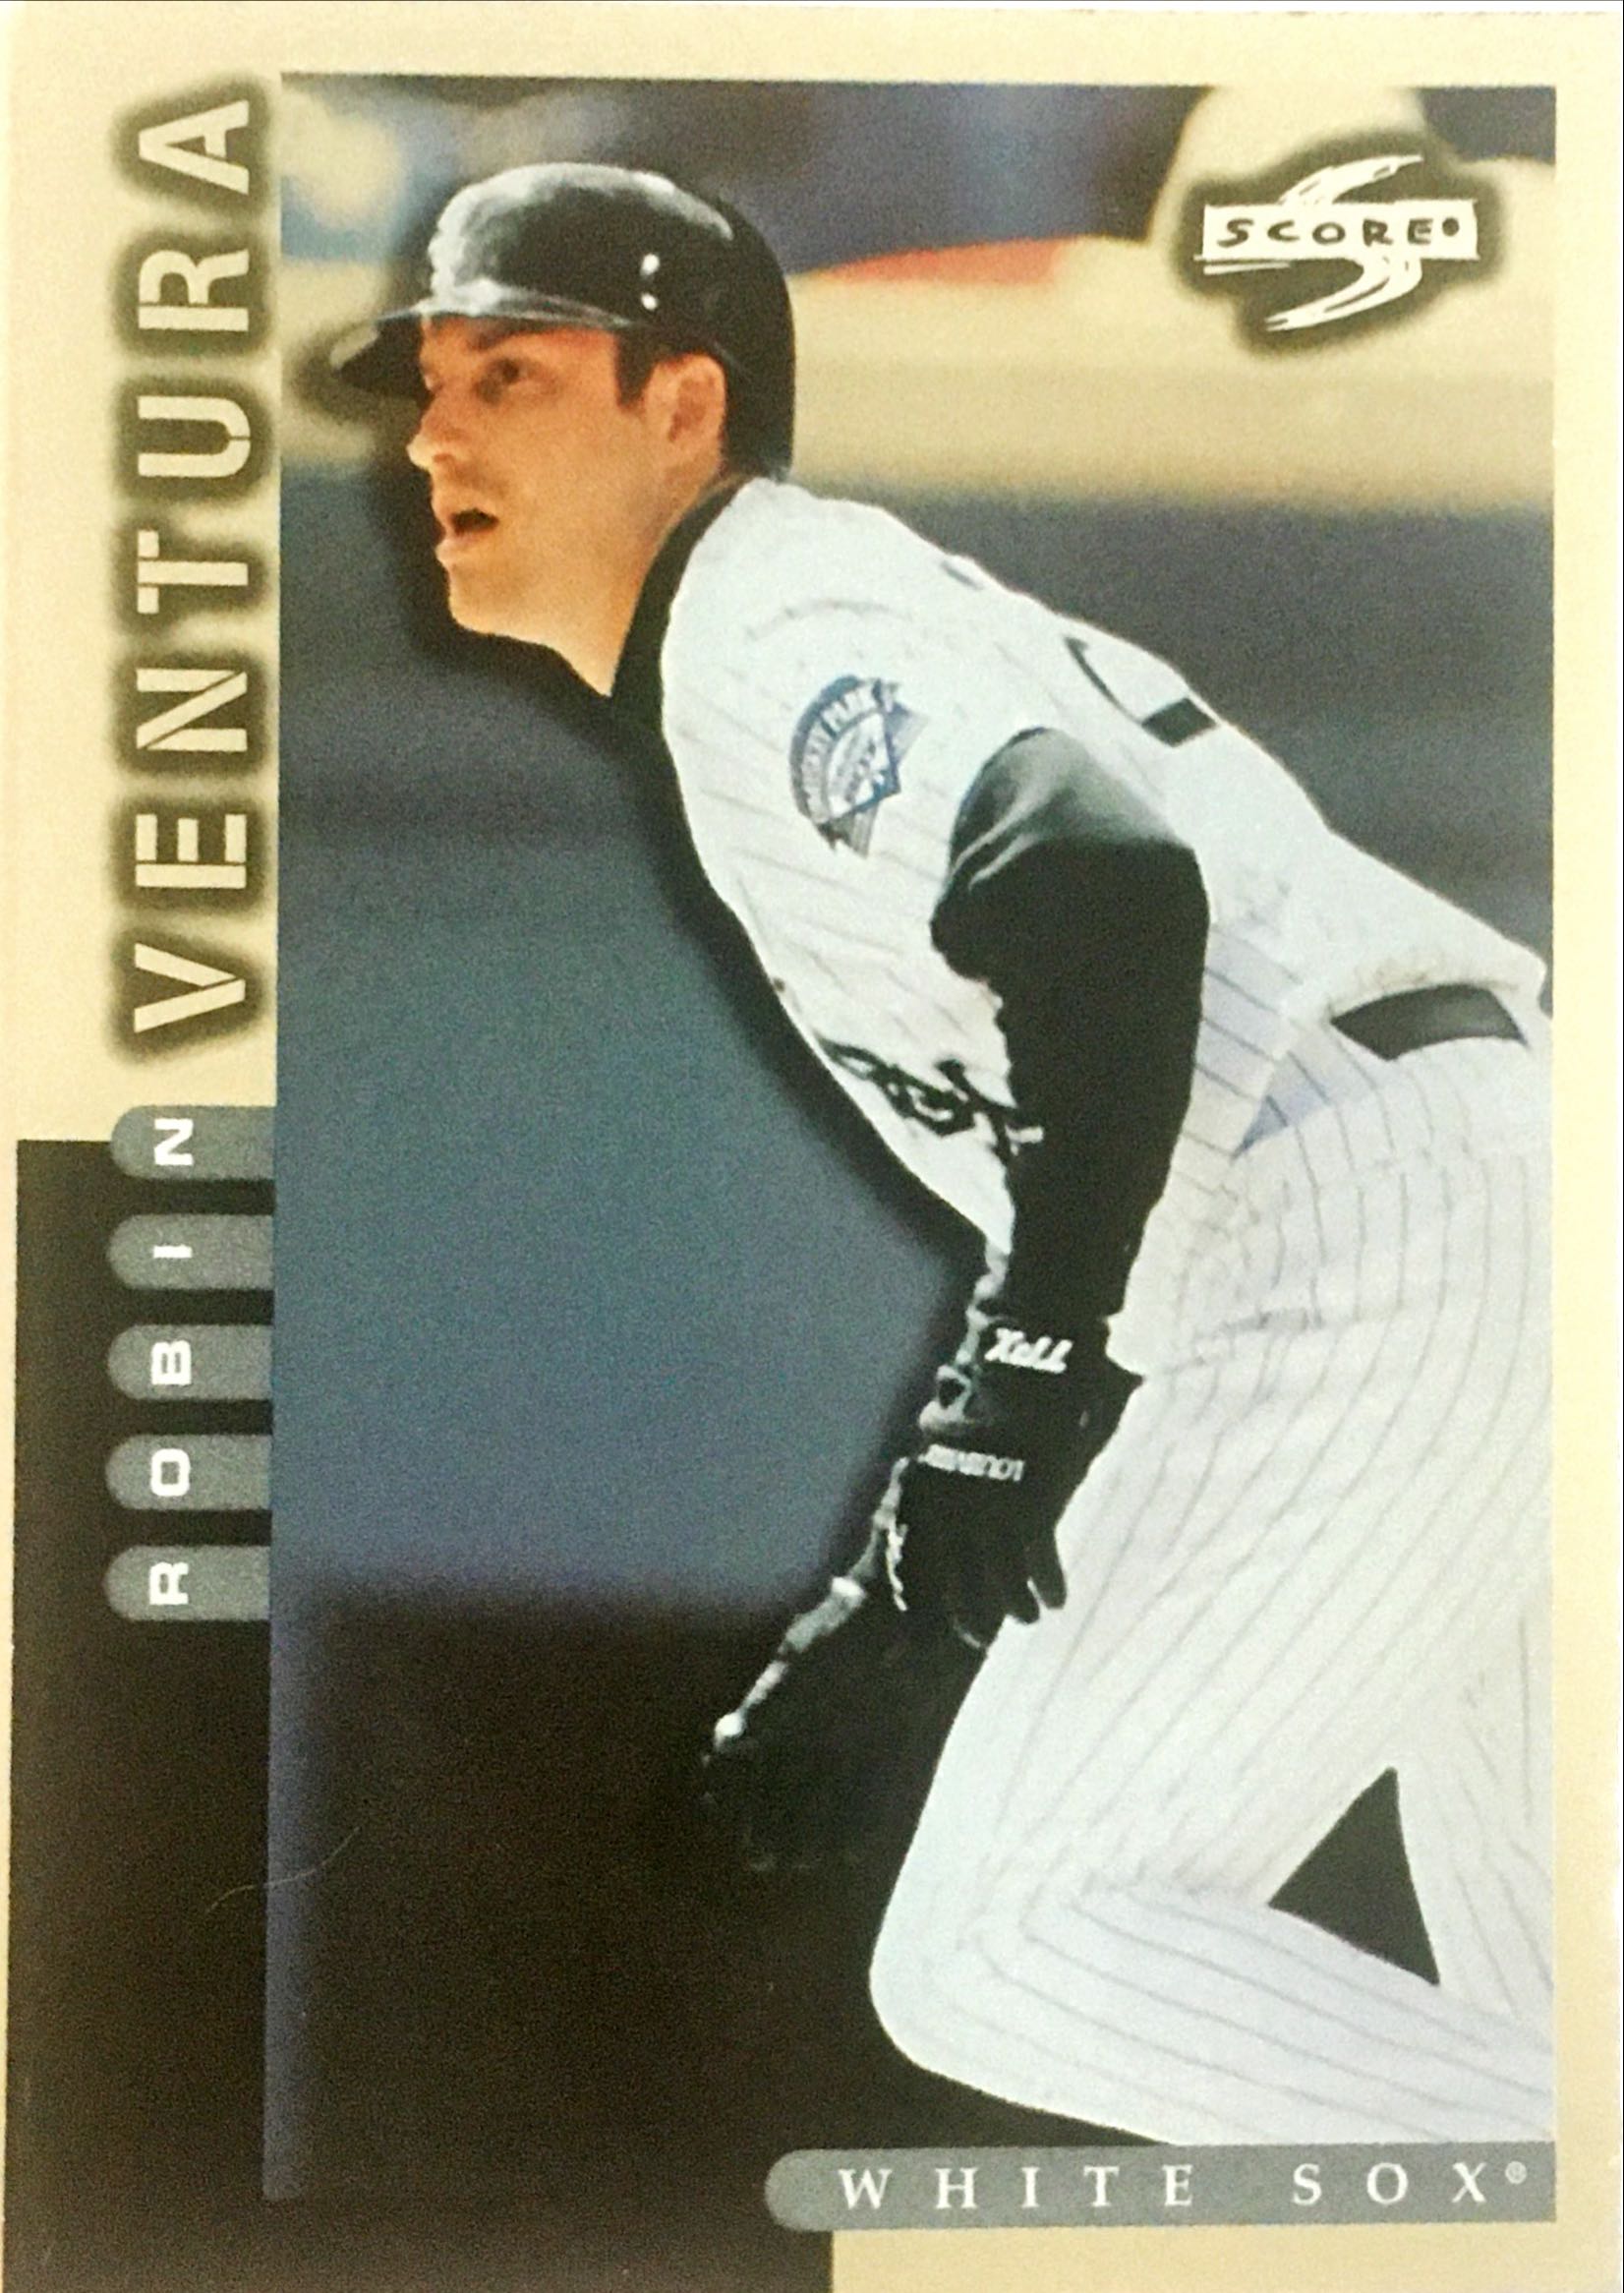 SCORE
ROBIN VENTURA
WHITE SOX®